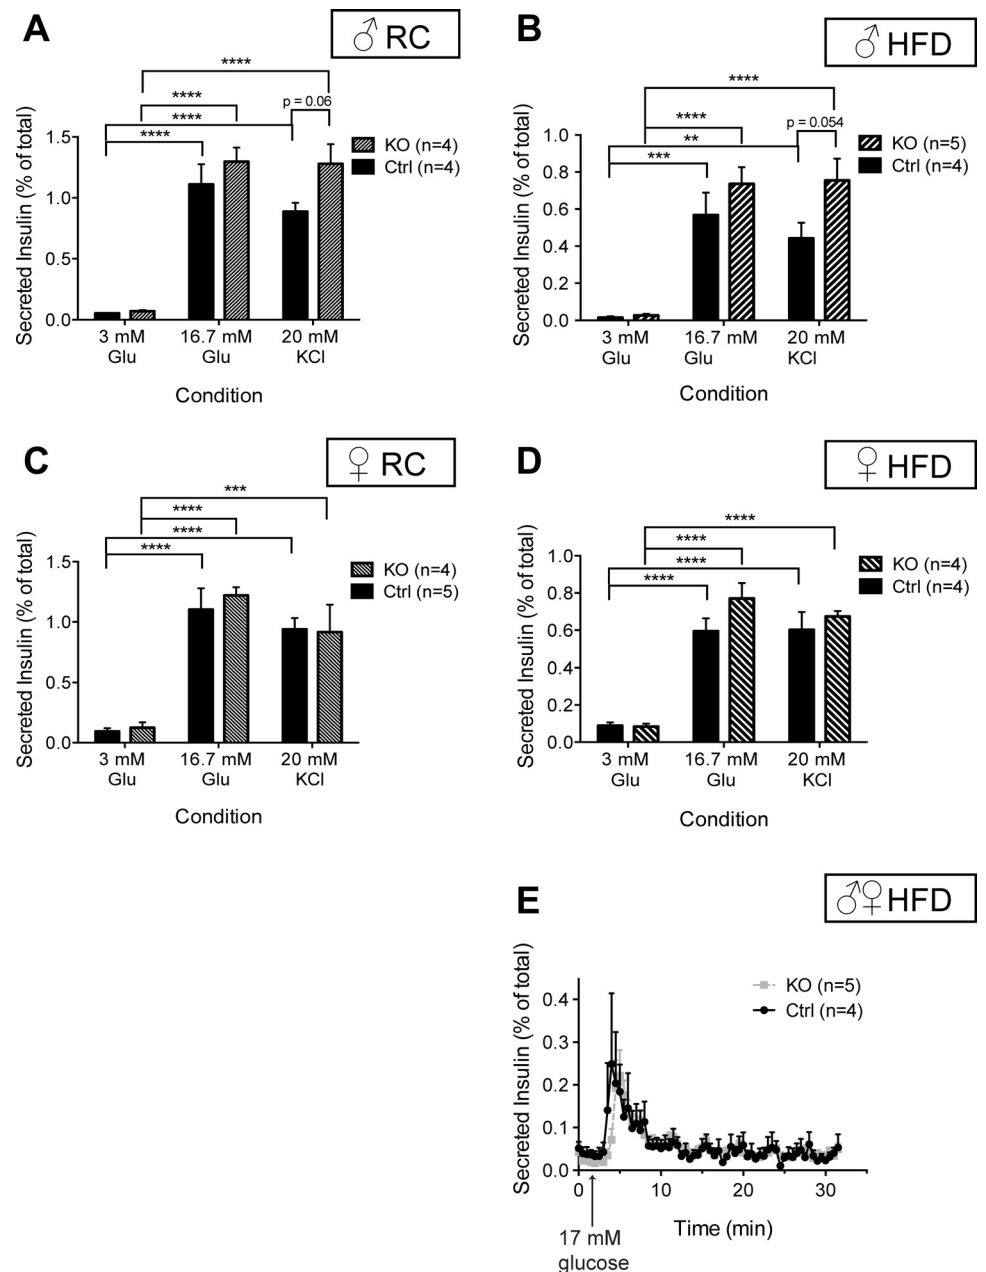 A
♂ RC
****
****
p = 0.06
****
****
KO (n=4)
Ctrl (n=4)
Secreted Insulin (% of total)
1.5
1.0
0.5
0.0
3 mM
Glu
16.7 mM
Glu
20 mM
KCl
Condition
B
♂ HFD
****
****
p = 0.054
**
***
KO (n=5)
Ctrl (n=4)
Secreted Insulin (% of total)
1.0
0.8
0.6
0.4
0.2
0.0
3 mM
Glu
16.7 mM
Glu
20 mM
KCl
Condition
C
♀ RC
***
****
****
****
KO (n=4)
Ctrl (n=5)
Secreted Insulin (% of total)
1.5
1.0
0.5
0.0
3 mM
Glu
16.7 mM
Glu
20 mM
KCl
Condition
D
♀ HFD
****
****
****
****
KO (n=4)
Ctrl (n=4)
Secreted Insulin (% of total)
1.0
0.8
0.6
0.4
0.2
0.0
3 mM
Glu
16.7 mM
Glu
20 mM
KCl
Condition
E
♂♀ HFD
KO (n=5)
Ctrl (n=4)
Secreted Insulin (% of total)
0.4
0.3
0.2
0.1
0.0
0
10
20
30
Time (min)
17 mM
glucose